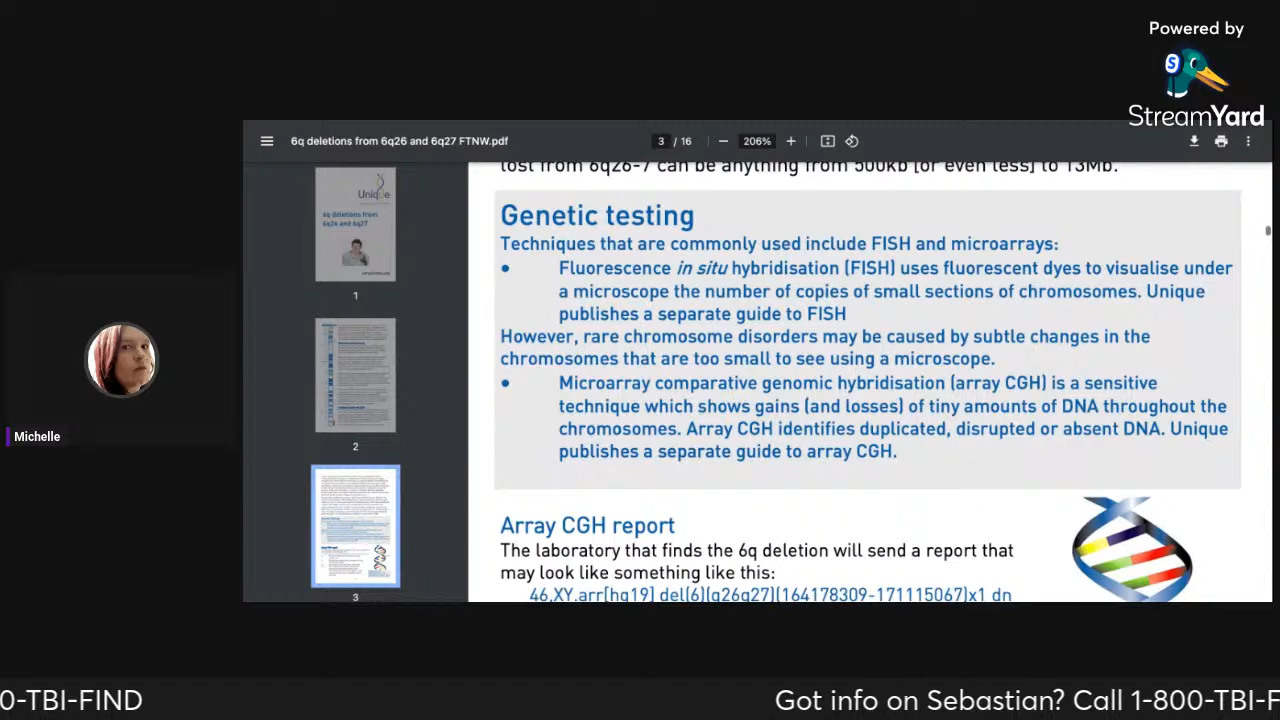 Powered by
S
StreamYard
6q deletions from 6q26 and 6q27 FTNW.pdf
3 / 16
206%
lost from 6q26-7 can be anything from 500kb [or even less] to 13Mb.
Unique
6q deletions from
6q26 and 6q27
1
2
3
Genetic testing
Techniques that are commonly used include FISH and microarrays:
• Fluorescence in situ hybridisation (FISH) uses fluorescent dyes to visualise under
a microscope the number of copies of small sections of chromosomes. Unique
publishes a separate guide to FISH
However, rare chromosome disorders may be caused by subtle changes in the
chromosomes that are too small to see using a microscope.
• Microarray comparative genomic hybridisation (array CGH) is a sensitive
technique which shows gains (and losses) of tiny amounts of DNA throughout the
chromosomes. Array CGH identifies duplicated, disrupted or absent DNA. Unique
publishes a separate guide to array CGH.
Array CGH report
The laboratory that finds the 6q deletion will send a report that
may look like something like this:
46,XY.arr[hg19] del(6)(q26q27)(164178309-171115067)x1 dn
Michelle
0-TBI-FIND
Got info on Sebastian? Call 1-800-TBI-F